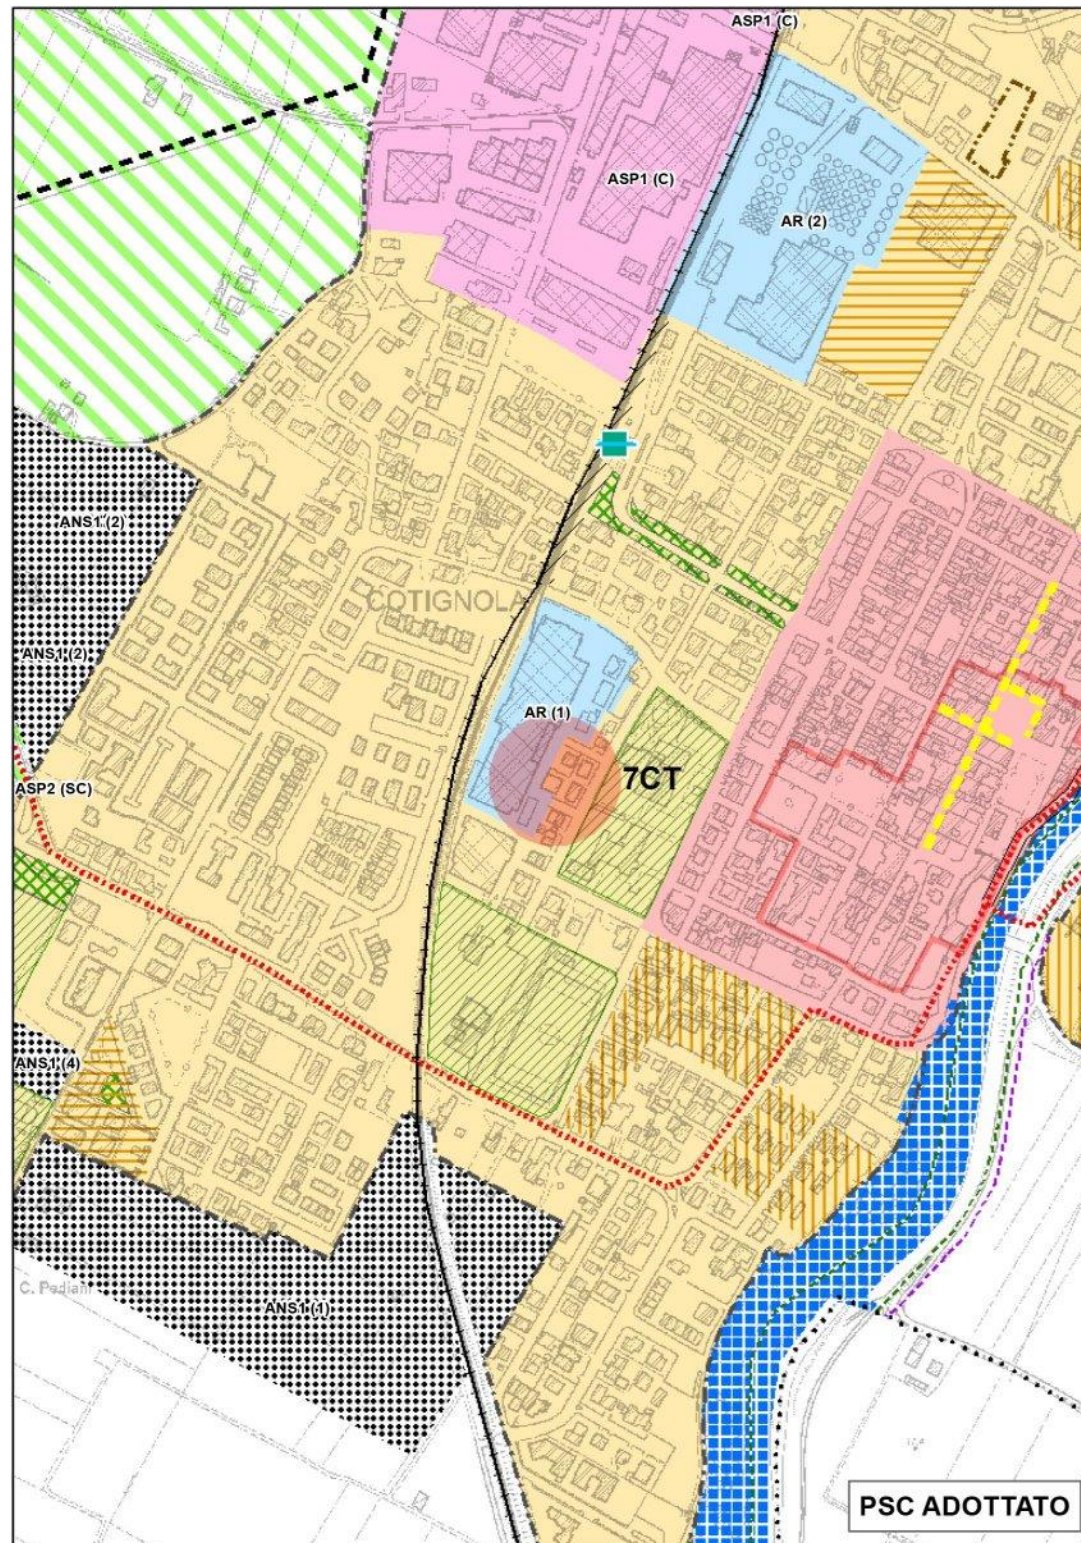 ASP1 (C)
ASP1 (C)
AR (2)
ANS1 (2)
COTIGNOLA
ANS1 (2)
AR (1)
7CT
ASP2 (SC)
ANS1 (4)
C. Pediani
ANS1 (1)
PSC ADOTTATO